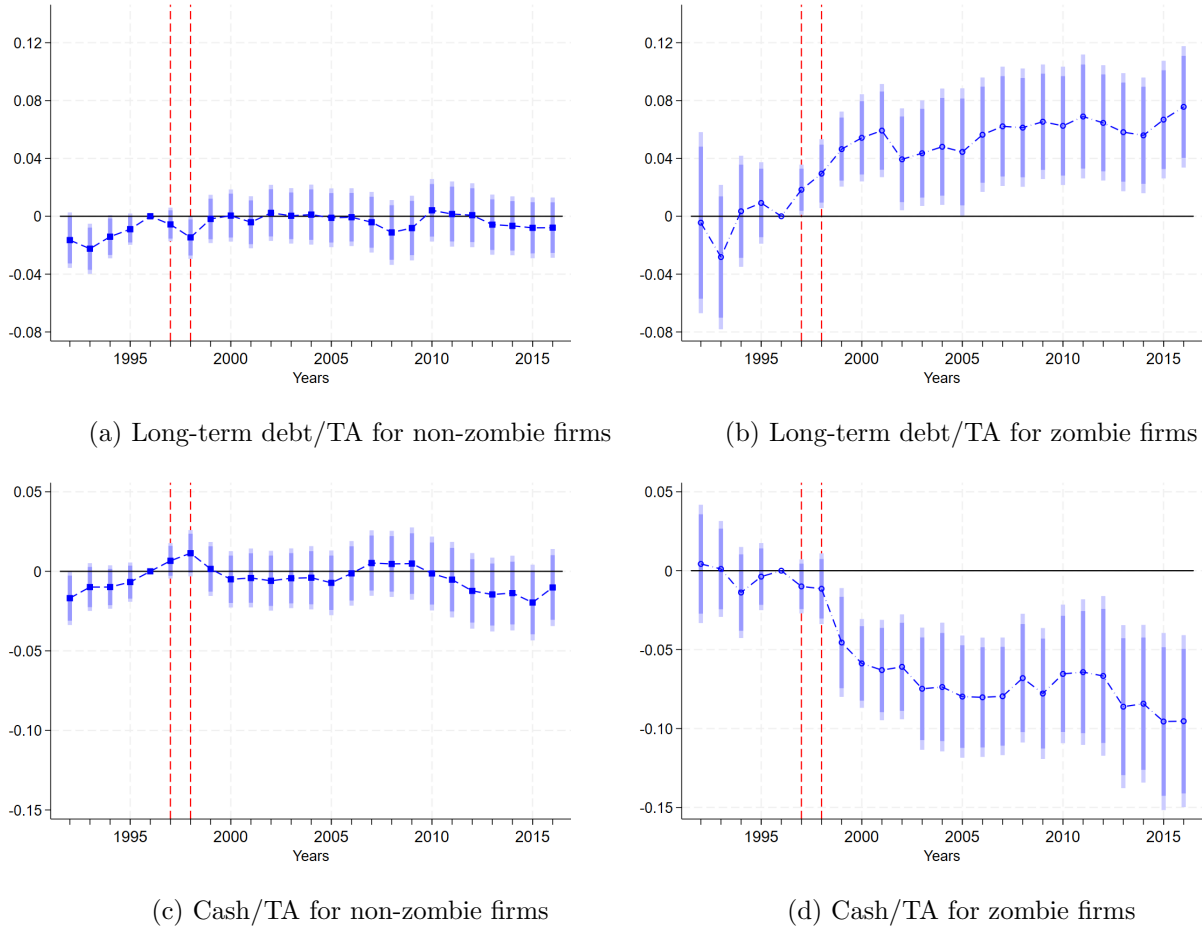 0.12
0.08
0.04
0
-0.04
-0.08
1995 2000 2005 2010 2015
Years
(a) Long-term debt/TA for non-zombie firms
0.12
0.08
0.04
0
-0.04
-0.08
1995 2000 2005 2010 2015
Years
(b) Long-term debt/TA for zombie firms
0.05
0
-0.05
-0.10
-0.15
1995 2000 2005 2010 2015
Years
(c) Cash/TA for non-zombie firms
0.05
0
-0.05
-0.10
-0.15
1995 2000 2005 2010 2015
Years
(d) Cash/TA for zombie firms